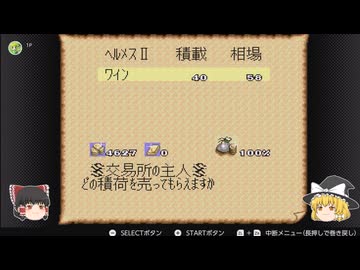 1P
ヘルメスⅡ 積載 相場
ワイン 40 58
4627 0 100%
交易所の主人
どの積荷を売ってもらえますか
SELECTボタン STARTボタン 中断メニュー(長押しで巻き戻し)